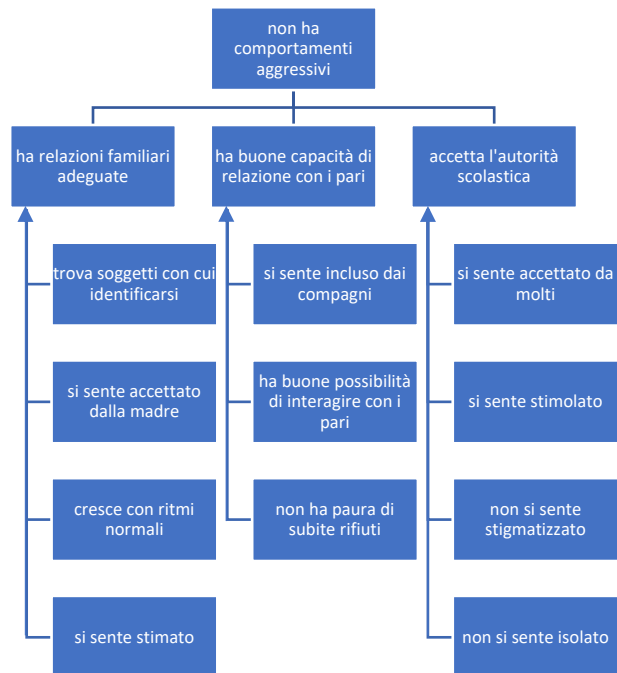 non ha
comportamenti
aggressivi
ha relazioni familiari
adeguate
trova soggetti con cui
identificarsi
si sente accettato
dalla madre
cresce con ritmi
normali
si sente stimato
ha buone capacità di
relazione con i pari
si sente incluso dai
compagni
ha buone possibilità
di interagire con i
pari
non ha paura di
subite rifiuti
accetta l'autorità
scolastica
si sente accettato da
molti
si sente stimolato
non si sente
stigmatizzato
non si sente isolato